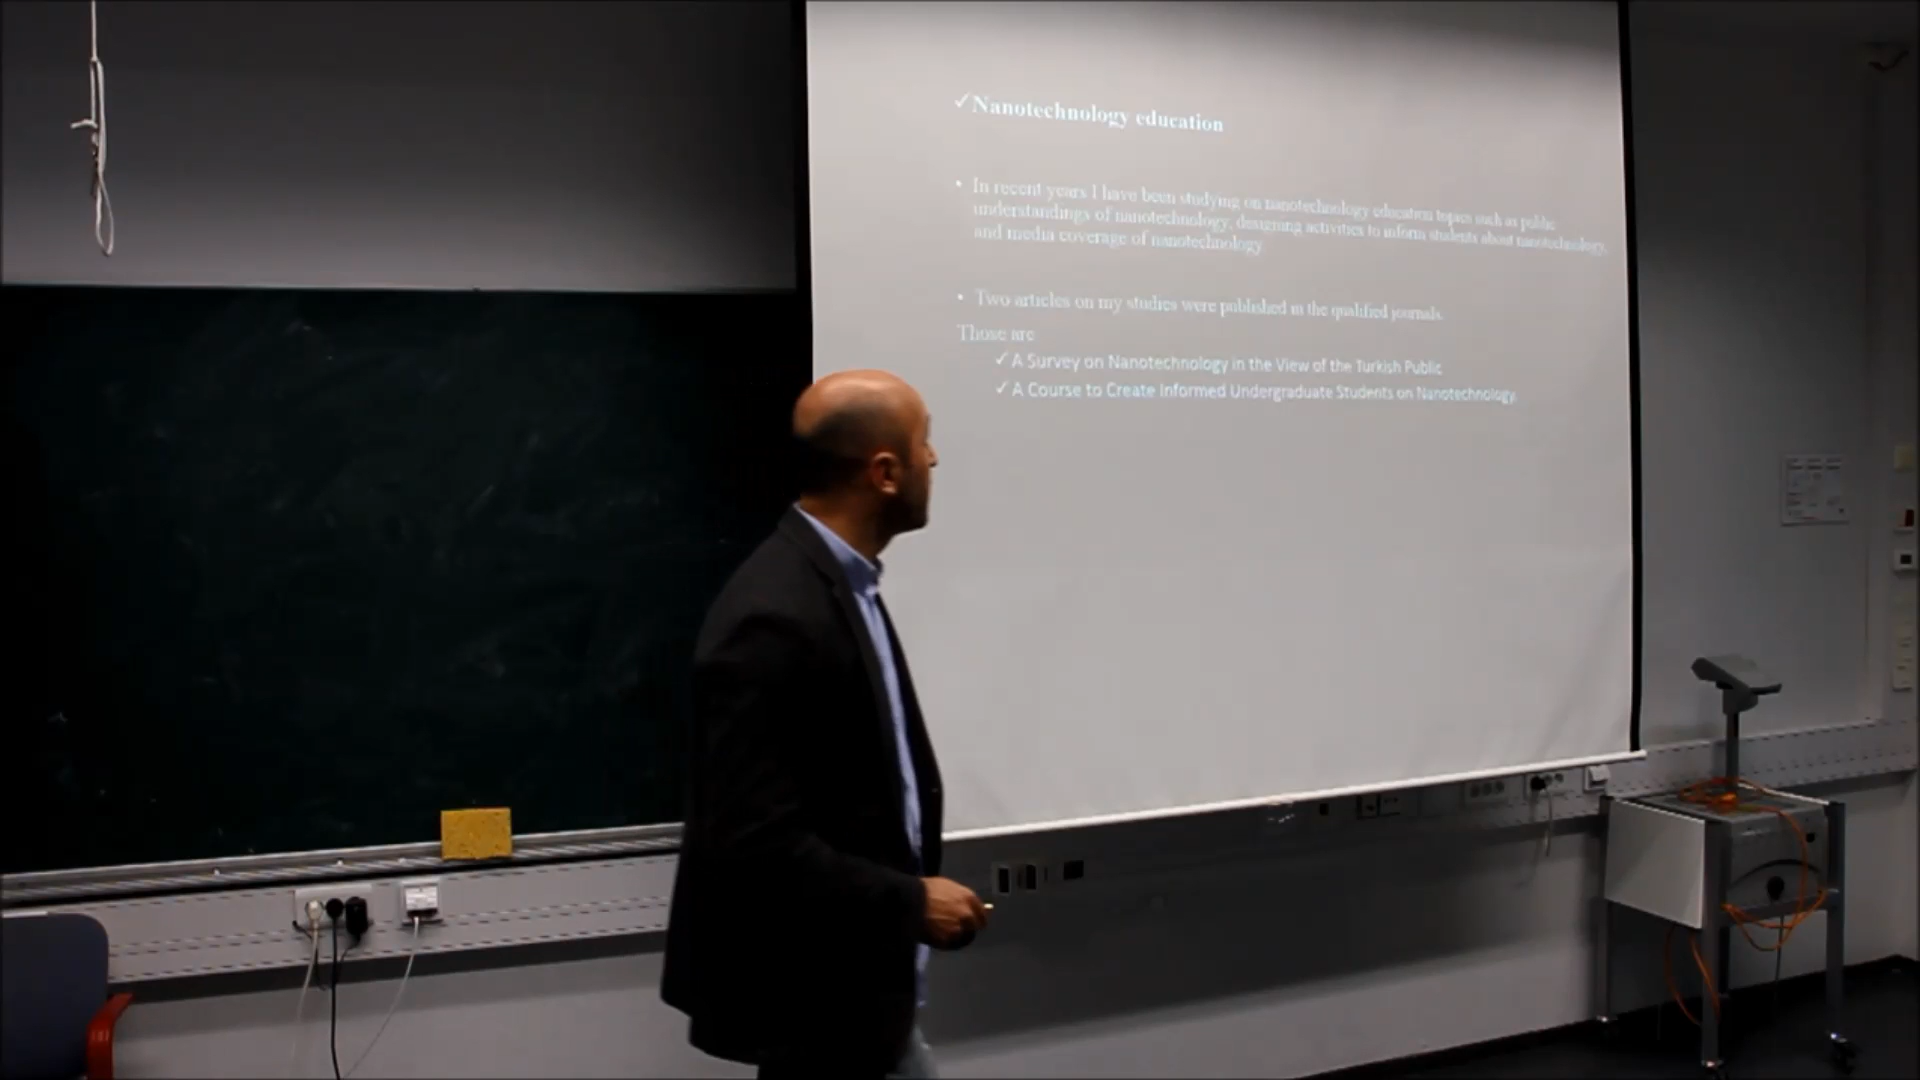 ✓Nanotechnology education
• In recent years I have been studying on nanotechnology education topics such as public
understandings of nanotechnology, designing activities to inform students about nanotechnology,
and media coverage of nanotechnology
• Two articles on my studies were published in the qualified journals.
Those are
✓ A Survey on Nanotechnology in the View of the Turkish Public
✓ A Course to Create Informed Undergraduate Students on Nanotechnology.